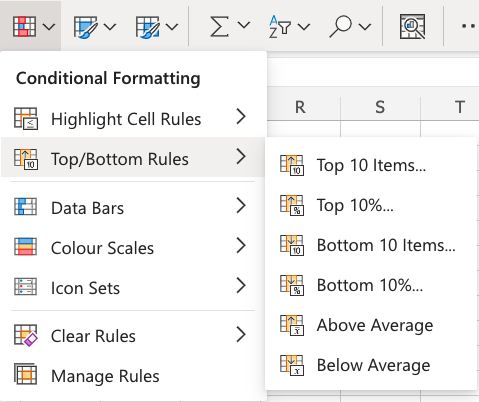 Conditional Formatting
Highlight Cell Rules
Top/Bottom Rules
Data Bars
Colour Scales
Icon Sets
Clear Rules
Manage Rules
R S T
Top 10 Items...
Top 10%...
Bottom 10 Items...
Bottom 10%...
Above Average
Below Average